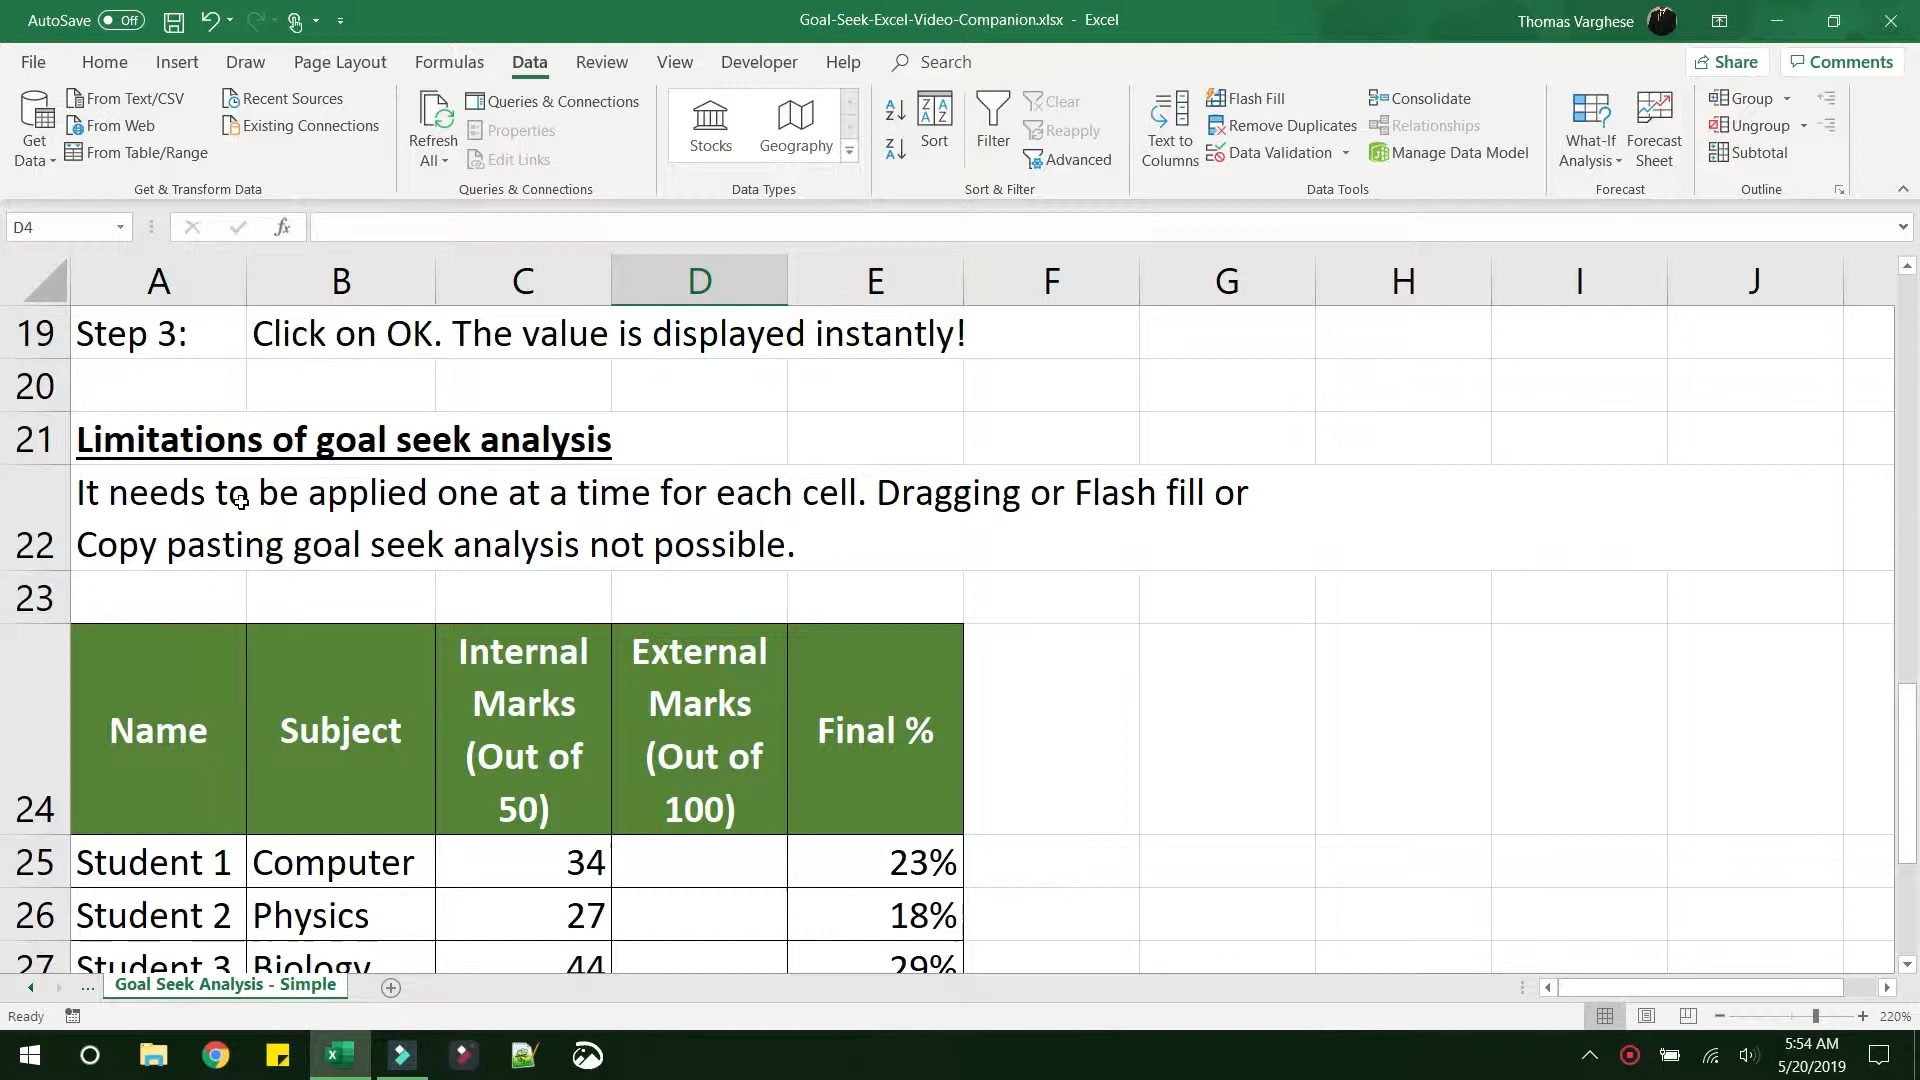 AutoSave Off
Goal-Seek-Excel-Video-Companion.xlsx - Excel
Thomas Varghese
File Home Insert Draw Page Layout Formulas Data Review View Developer Help Search Share Comments
Get Data
From Text/CSV
From Web
From Table/Range
Recent Sources
Existing Connections
Get & Transform Data
Refresh All
Queries & Connections
Properties
Edit Links
Queries & Connections
Stocks
Geography
Data Types
Sort
Filter
Clear
Reapply
Advanced
Sort & Filter
Text to Columns
Flash Fill
Remove Duplicates
Data Validation
Consolidate
Relationships
Manage Data Model
Data Tools
What-If Analysis
Forecast Sheet
Forecast
Group
Ungroup
Subtotal
Outline
D4
fx
A B C D E F G H I J
19 Step 3: Click on OK. The value is displayed instantly!
20
21 Limitations of goal seek analysis
It needs to be applied one at a time for each cell. Dragging or Flash fill or
22 Copy pasting goal seek analysis not possible.
23
24
Name
Subject
Internal Marks (Out of 50)
External Marks (Out of 100)
Final %
25 Student 1 Computer 34 23%
26 Student 2 Physics 27 18%
27 Student 3 Biology 44 29%
... Goal Seek Analysis - Simple
Ready
220%
5:54 AM
5/20/2019